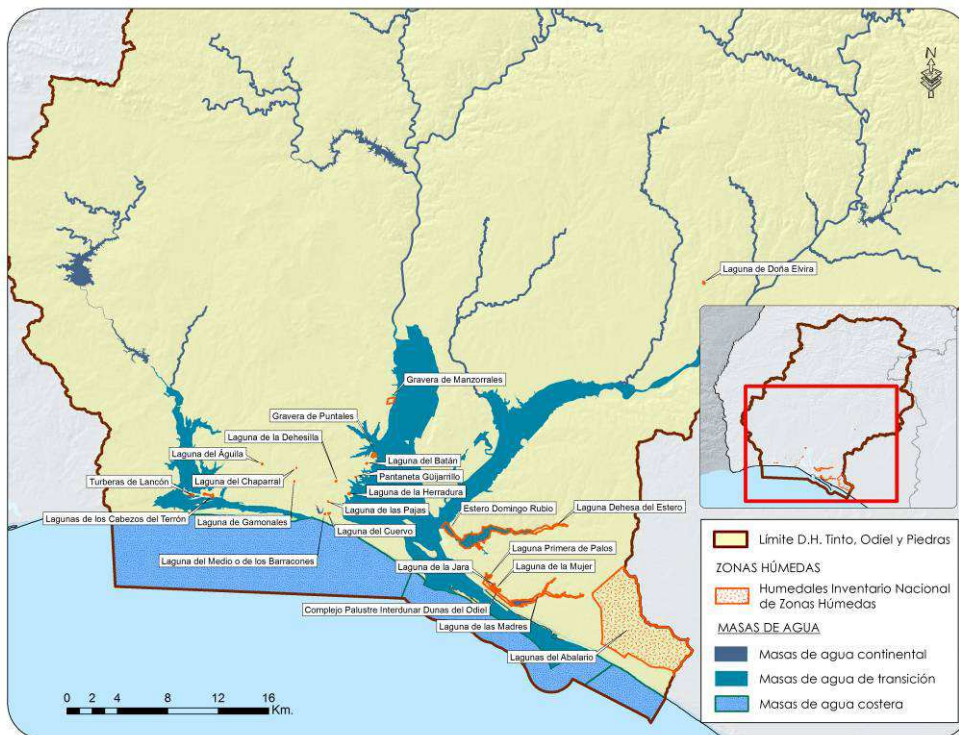 N
Laguna de Doña Elvira
Gravera de Manzorrales
Gravera de Puntales
Laguna de la Dehesilla
Laguna del Águila
Laguna del Batán
Laguna del Chaparral
Pantaneta Güijarrillo
Turberas de Lancón
Laguna de la Herradura
Laguna de las Pajas
Estero Domingo Rubio
Laguna Dehesa del Estero
Lagunas de los Cabezos del Terrón
Laguna de Gamonales
Laguna del Cuervo
Laguna Primera de Palos
Laguna del Medio o de los Barracones
Laguna de la Jara
Laguna de la Mujer
Complejo Palustre Interdunar Dunas del Odiel
Laguna de las Madres
Lagunas del Abalario
Límite D.H. Tinto, Odiel y Piedras
ZONAS HÚMEDAS
Humedales Inventario Nacional
de Zonas Húmedas
MASAS DE AGUA
Masas de agua continental
Masas de agua de transición
Masas de agua costera
0 2 4 8 12 16
Km.